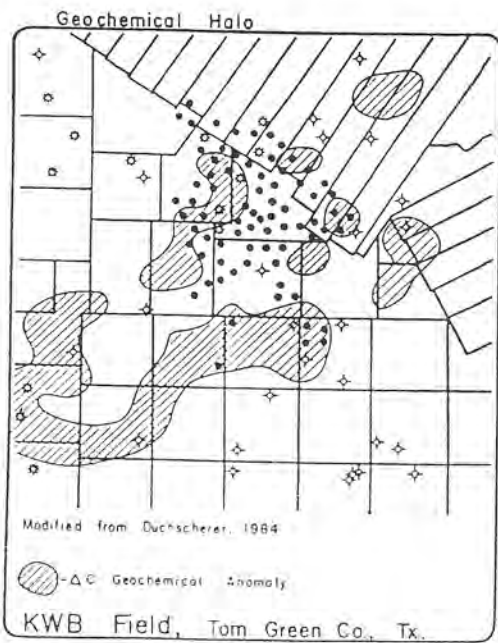 Geochemical Halo
Modified from Duchscherer, 1984
-ΔC Geochemical Anomaly
KWB Field, Tom Green Co., Tx.